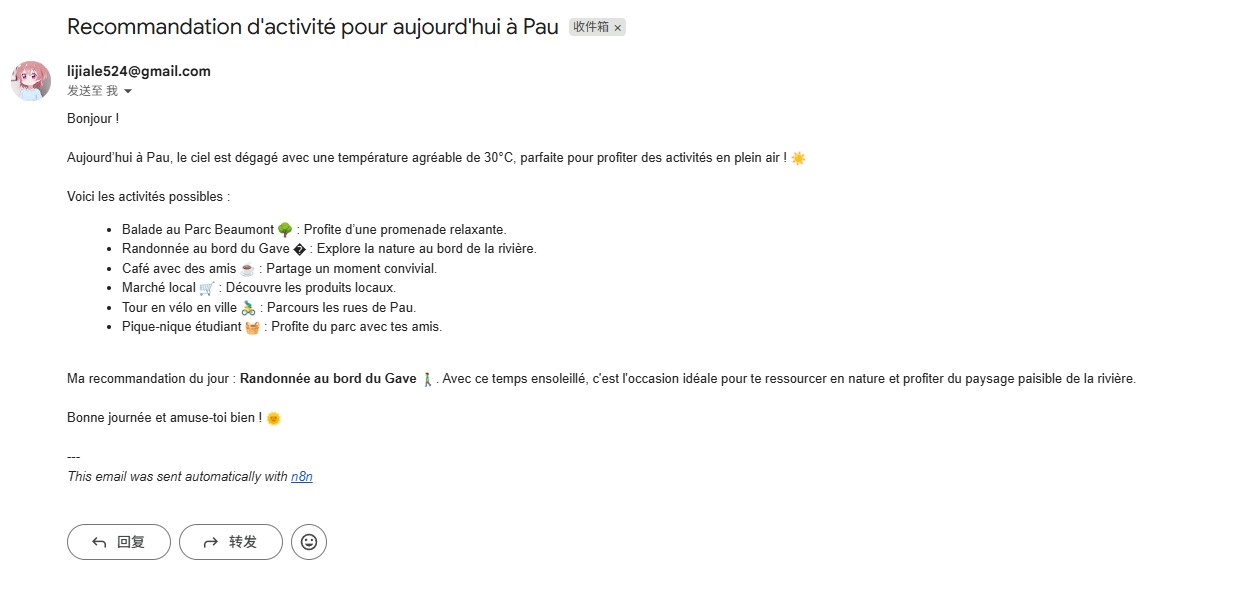 Recommandation d'activité pour aujourd'hui à Pau 收件箱 ×
lijiale524@gmail.com
发送至 我
Bonjour !
Aujourd'hui à Pau, le ciel est dégagé avec une température agréable de 30°C, parfaite pour profiter des activités en plein air ! ☀️
Voici les activités possibles :
• Balade au Parc Beaumont 🌳 : Profite d'une promenade relaxante.
• Randonnée au bord du Gave � : Explore la nature au bord de la rivière.
• Café avec des amis ☕ : Partage un moment convivial.
• Marché local 🛒 : Découvre les produits locaux.
• Tour en vélo en ville 🚴‍♂️ : Parcours les rues de Pau.
• Pique-nique étudiant 🧺 : Profite du parc avec tes amis.
Ma recommandation du jour : Randonnée au bord du Gave 🚶‍♂️. Avec ce temps ensoleillé, c'est l'occasion idéale pour te ressourcer en nature et profiter du paysage paisible de la rivière.
Bonne journée et amuse-toi bien ! 🌞
---
This email was sent automatically with n8n
回复 转发